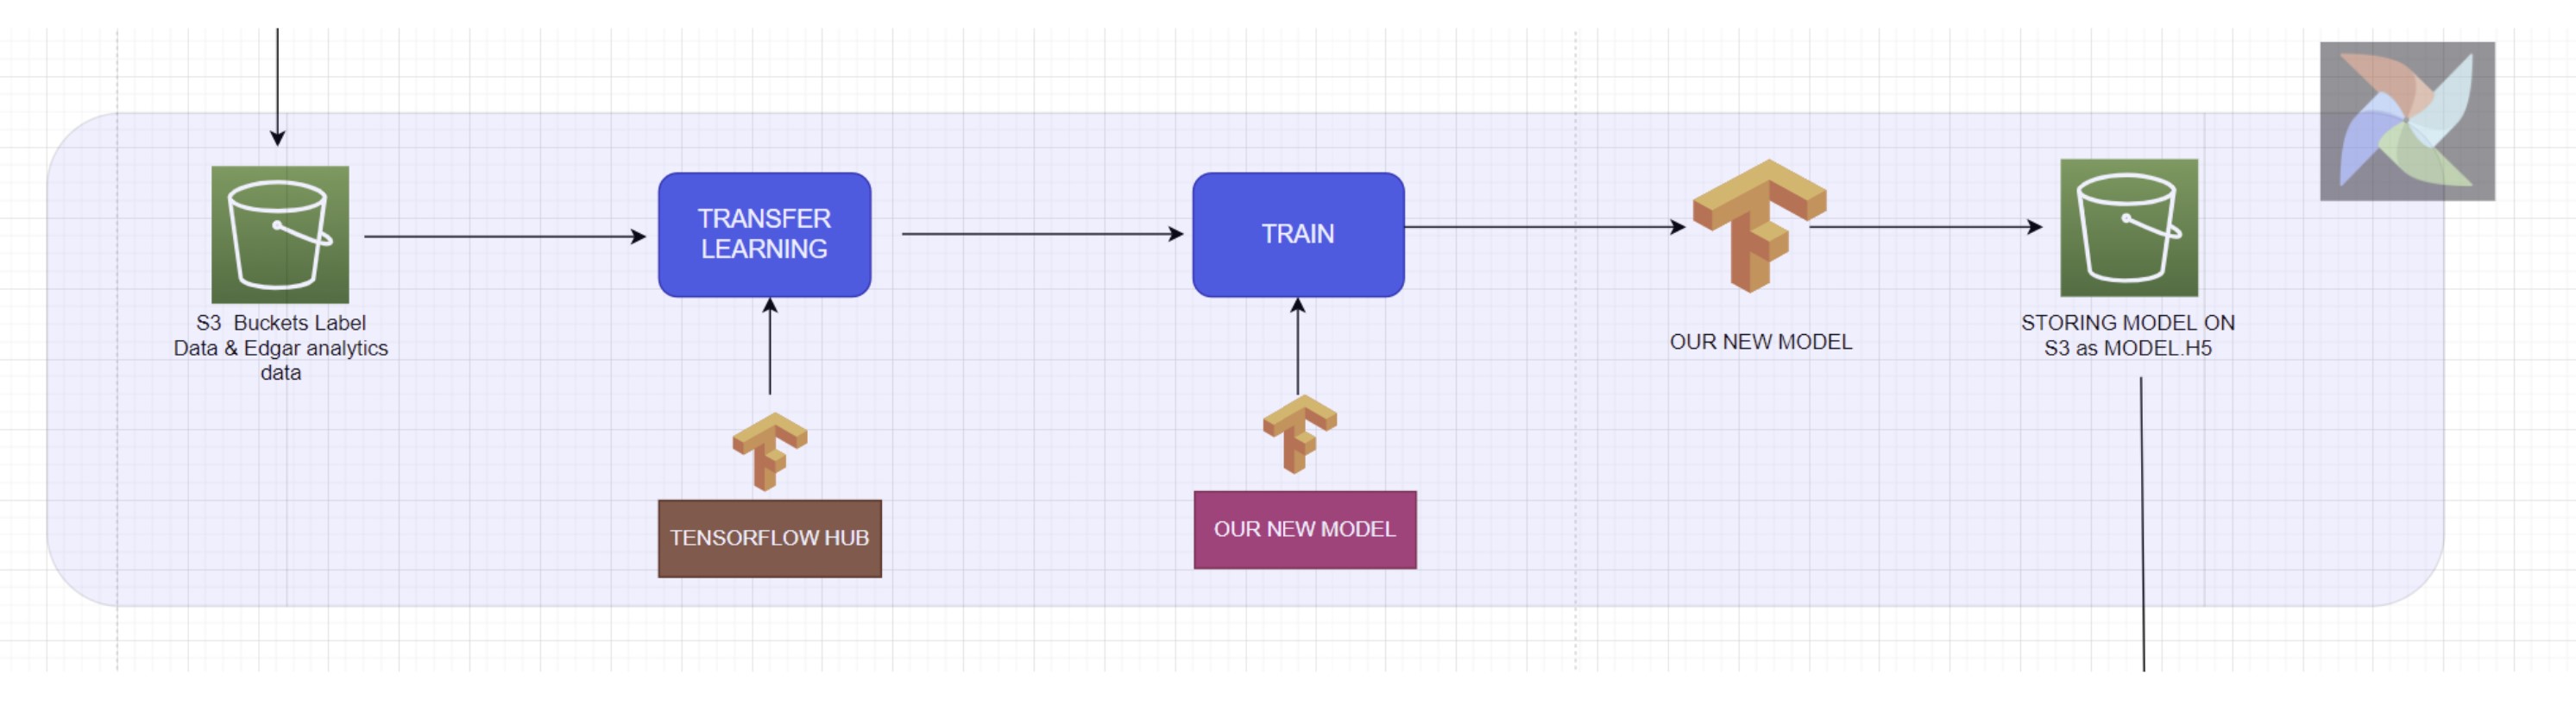 S3  Buckets Label
Data & Edgar analytics
data
TRANSFER
LEARNING
TENSORFLOW HUB
TRAIN
OUR NEW MODEL
OUR NEW MODEL
STORING MODEL ON
S3 as MODEL.H5